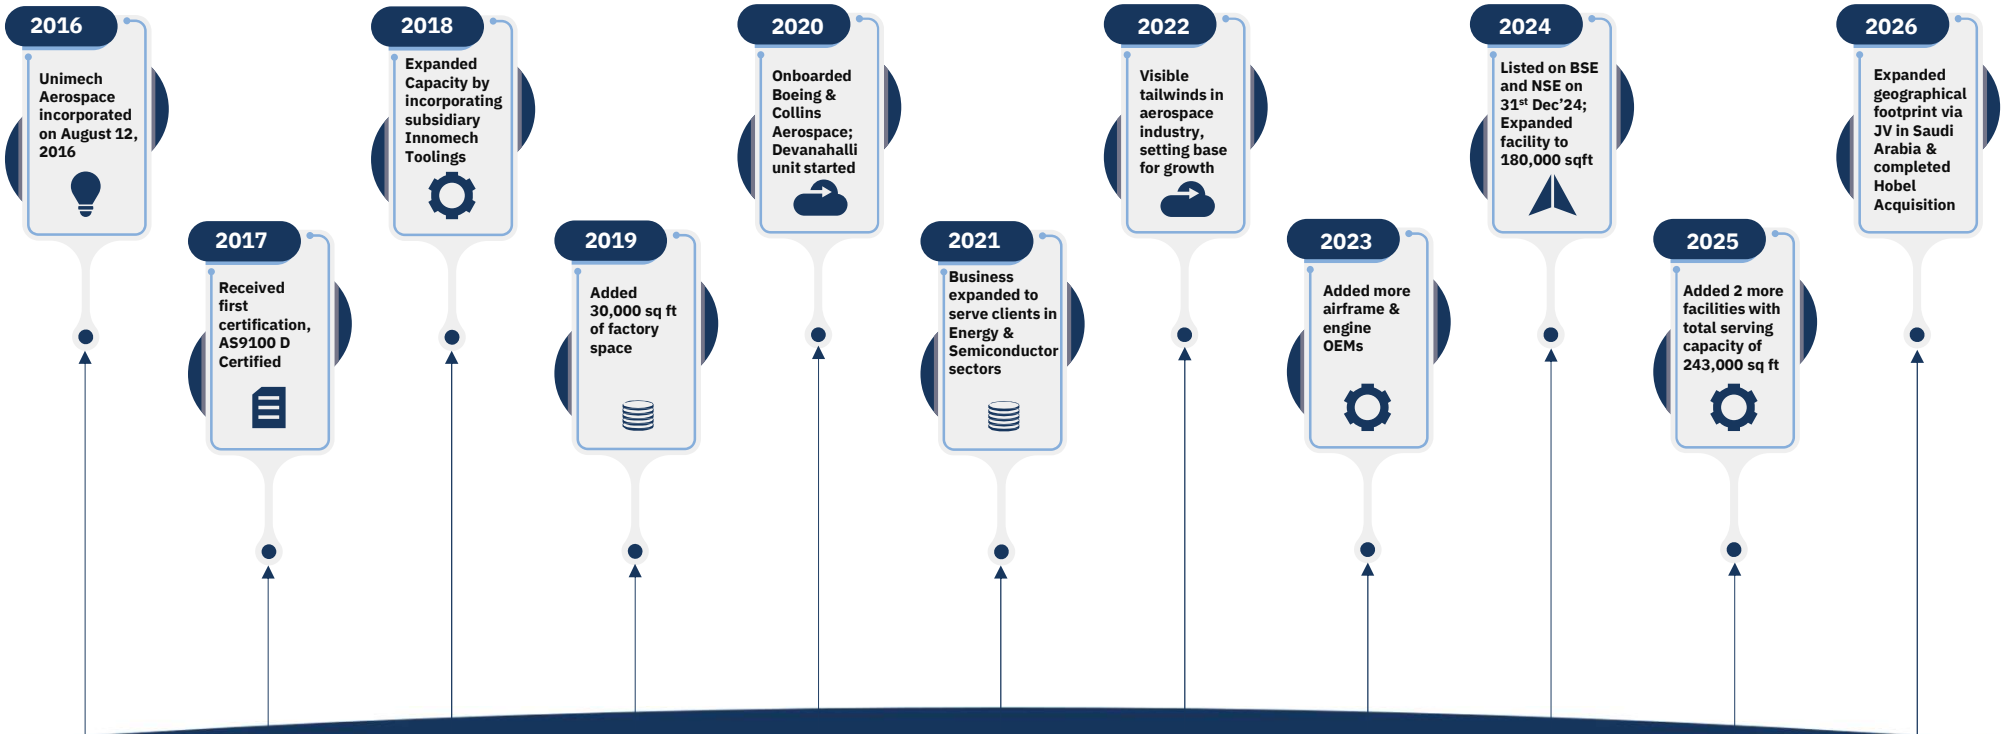 2016
Unimech
Aerospace
incorporated
on August 12,
2016
2017
Received
first
certification,
AS9100 D
Certified
2018
Expanded
Capacity by
incorporating
subsidiary
Innomech
Toolings
2019
Added
30,000 sq ft
of factory
space
2020
Onboarded
Boeing &
Collins
Aerospace;
Devanahalli
unit started
2021
Business
expanded to
serve clients in
Energy &
Semiconductor
sectors
2022
Visible
tailwinds in
aerospace
industry,
setting base
for growth
2023
Added more
airframe &
engine
OEMs
2024
Listed on BSE
and NSE on
31st Dec’24;
Expanded
facility to
180,000 sqft
2025
Added 2 more
facilities with
total serving
capacity of
243,000 sq ft
2026
Expanded
geographical
footprint via
JV in Saudi
Arabia &
completed
Hobel
Acquisition